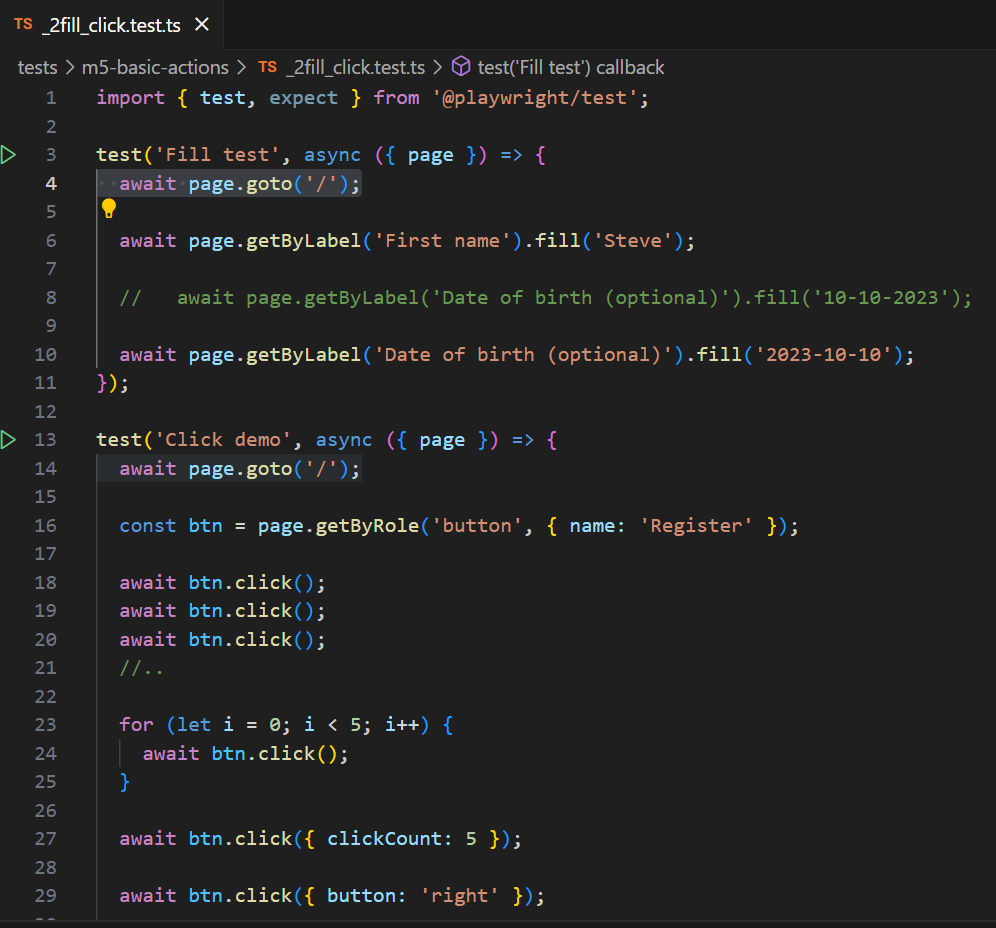 TS _2fill_click.test.ts ×
tests > m5-basic-actions > TS _2fill_click.test.ts > test('Fill test') callback
1 import { test, expect } from '@playwright/test';
2
3 test('Fill test', async ({ page }) => {
4   await page.goto('/');
5
6   await page.getByLabel('First name').fill('Steve');
7
8   //   await page.getByLabel('Date of birth (optional)').fill('10-10-2023');
9
10   await page.getByLabel('Date of birth (optional)').fill('2023-10-10');
11 });
12
13 test('Click demo', async ({ page }) => {
14   await page.goto('/');
15
16   const btn = page.getByRole('button', { name: 'Register' });
17
18   await btn.click();
19   await btn.click();
20   await btn.click();
21   //..
22
23   for (let i = 0; i < 5; i++) {
24     await btn.click();
25   }
26
27   await btn.click({ clickCount: 5 });
28
29   await btn.click({ button: 'right' });